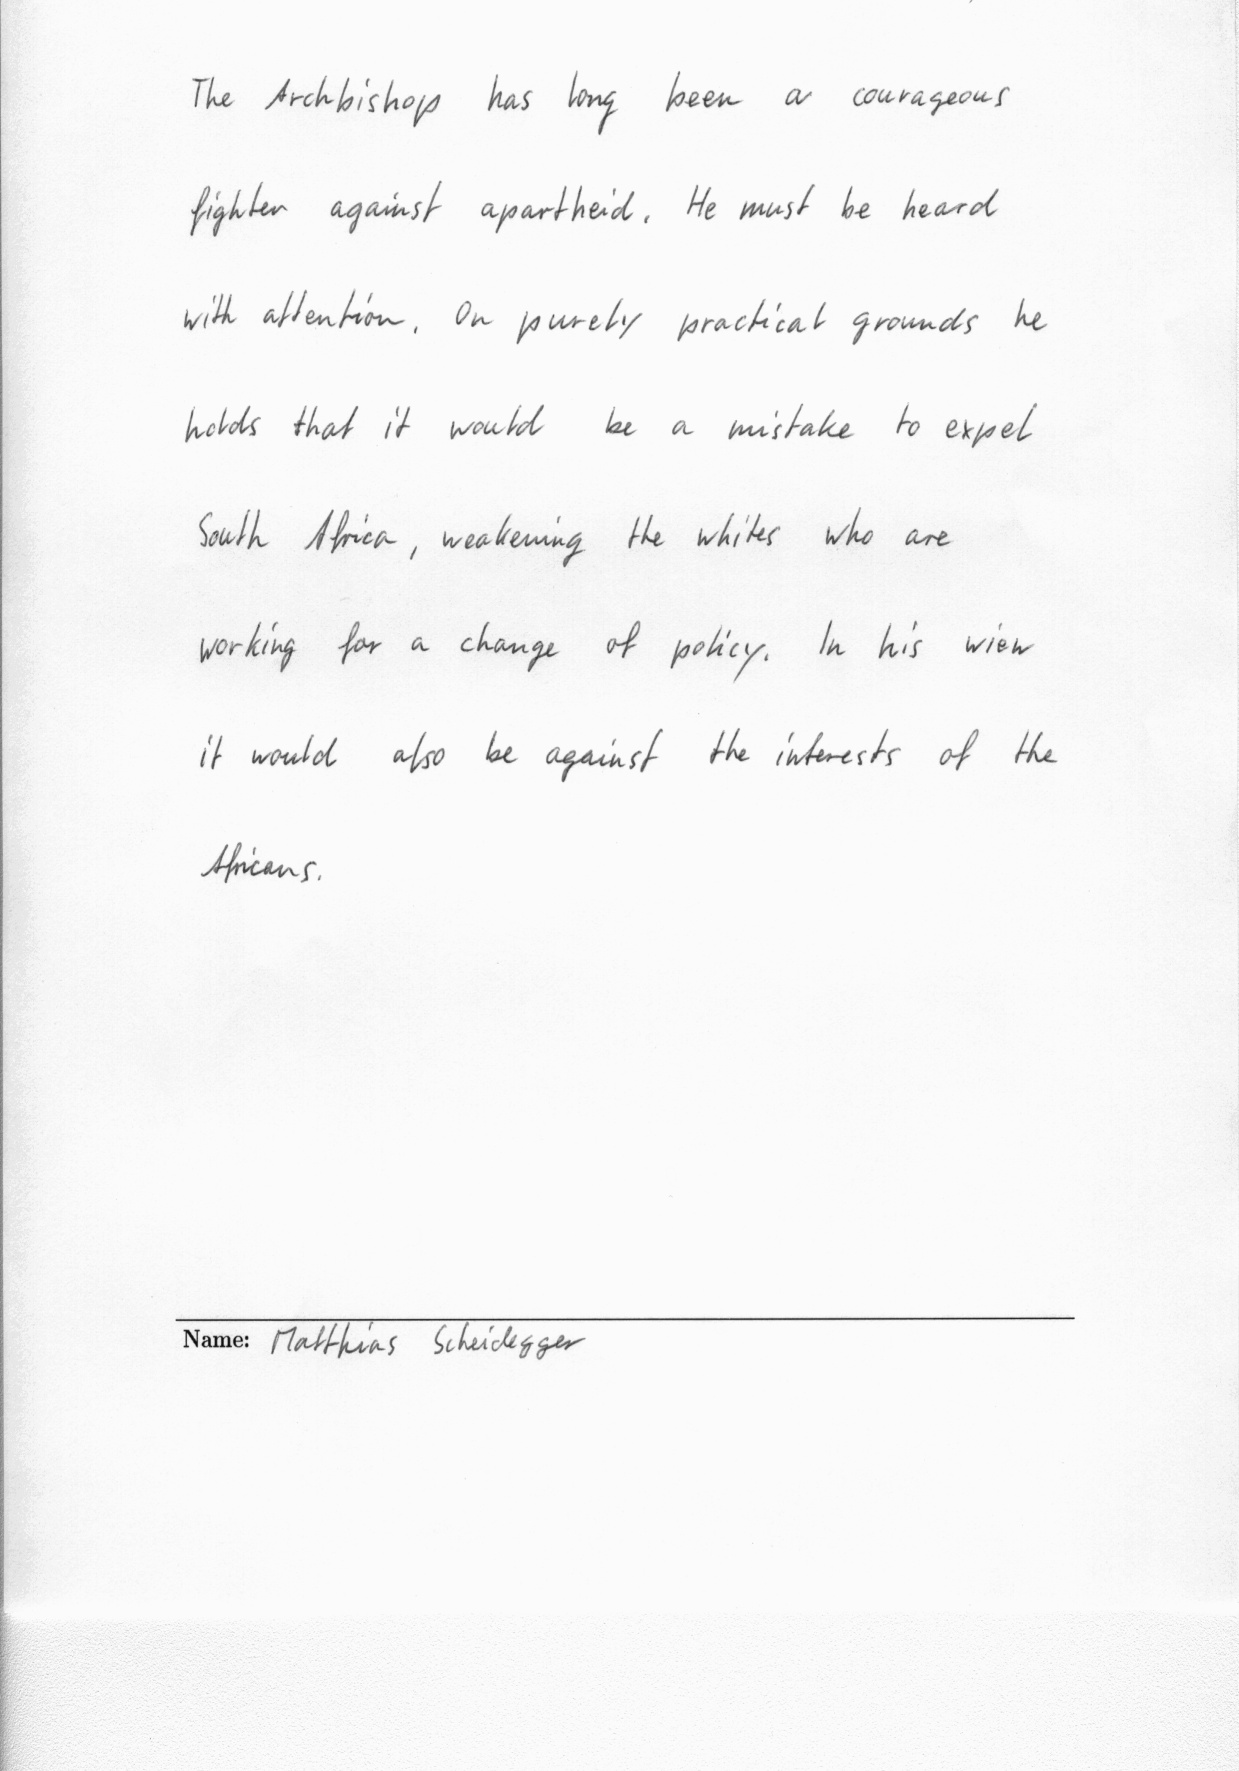 The Archbishop has long been a courageous
fighter against apartheid. He must be heard
with attention. On purely practical grounds he
holds that it would be a mistake to expel
South Africa, weakening the whites who are
working for a change of policy. In his wiew
it would also be against the interests of the
Africans.
Name: Matthias Scheidegger